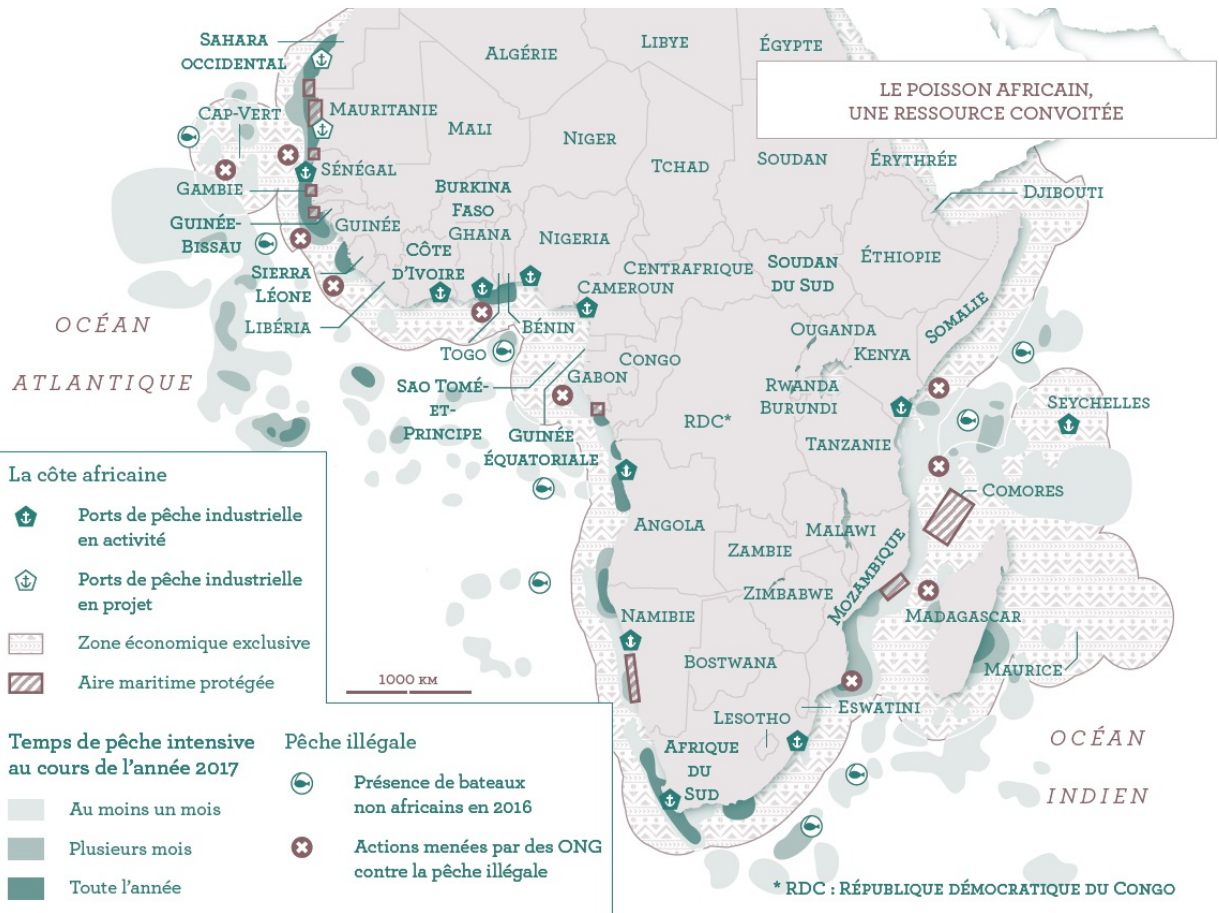 LE POISSON AFRICAIN,
UNE RESSOURCE CONVOITÉE
SAHARA
OCCIDENTAL
ALGÉRIE
LIBYE
ÉGYPTE
CAP-VERT
MAURITANIE
MALI
NIGER
TCHAD
SOUDAN
ÉRYTHRÉE
DJIBOUTI
SÉNÉGAL
GAMBIE
GUINÉE-
BISSAU
GUINÉE
BURKINA
FASO
GHANA
NIGERIA
CÔTE
D'IVOIRE
CENTRAFRIQUE
CAMEROUN
SOUDAN
DU SUD
ÉTHIOPIE
SOMALIE
SIERRA
LÉONE
LIBÉRIA
OCÉAN
ATLANTIQUE
TOGO
BÉNIN
SAO TOMÉ-
ET-
PRINCIPE
GUINÉE
ÉQUATORIALE
GABON
CONGO
RDC*
OUGANDA
KENYA
RWANDA
BURUNDI
TANZANIE
SEYCHELLES
COMORES
ANGOLA
ZAMBIE
MALAWI
MOZAMBIQUE
ZIMBABWE
MADAGASCAR
MAURICE
NAMIBIE
BOSTWANA
ESWATINI
LESOTHO
AFRIQUE
DU
SUD
OCÉAN
INDIEN
1000 KM
La côte africaine
Ports de pêche industrielle
en activité
Ports de pêche industrielle
en projet
Zone économique exclusive
Aire maritime protégée
Temps de pêche intensive
au cours de l'année 2017
Au moins un mois
Plusieurs mois
Toute l'année
Pêche illégale
Présence de bateaux
non africains en 2016
Actions menées par des ONG
contre la pêche illégale
* RDC : RÉPUBLIQUE DÉMOCRATIQUE DU CONGO